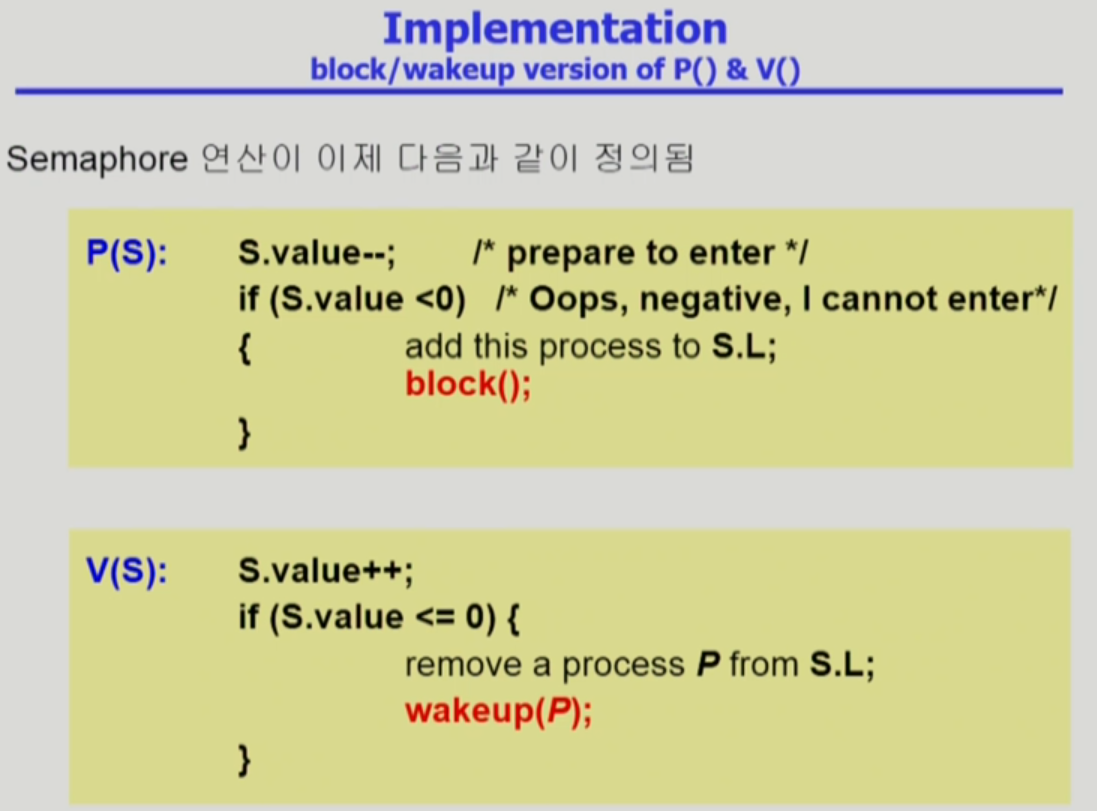 Implementation
block/wakeup version of P() & V()
Semaphore 연산이 이제 다음과 같이 정의됨
P(S): S.value--; /* prepare to enter */
if (S.value <0) /* Oops, negative, I cannot enter*/
{ add this process to S.L;
block();
}
V(S): S.value++;
if (S.value <= 0) {
remove a process P from S.L;
wakeup(P);
}